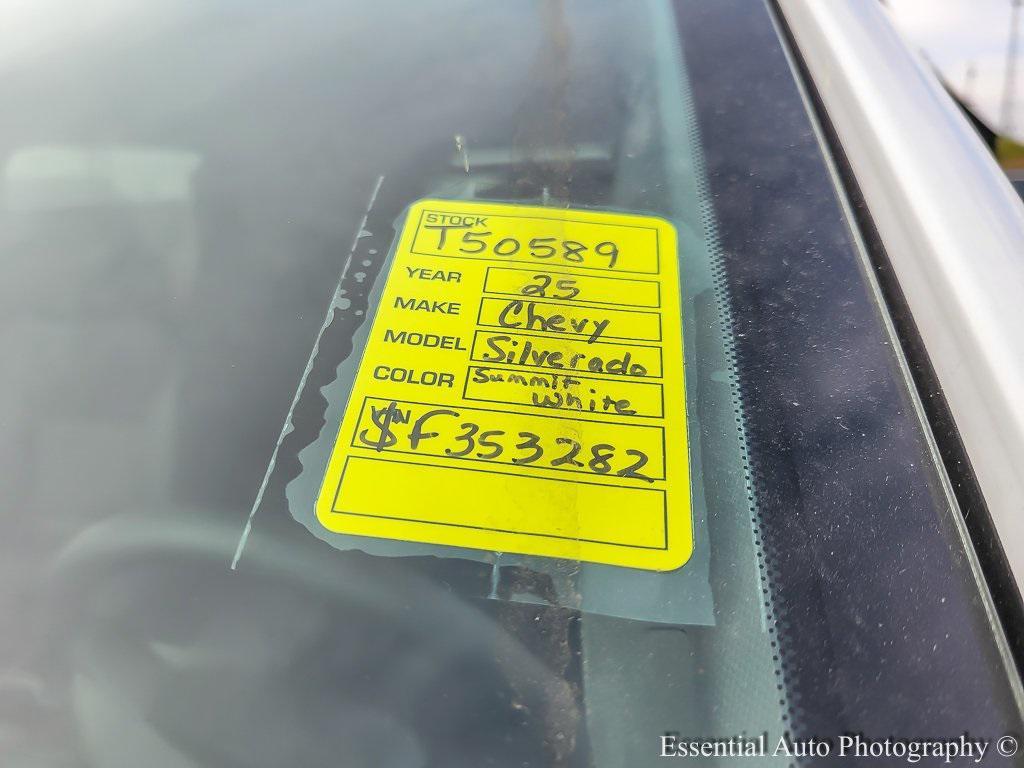 STOCK
T50589
YEAR 25
MAKE Chevy
MODEL Silverado
COLOR Summit
White
VIN
$ F353282
Essential Auto Photography ©